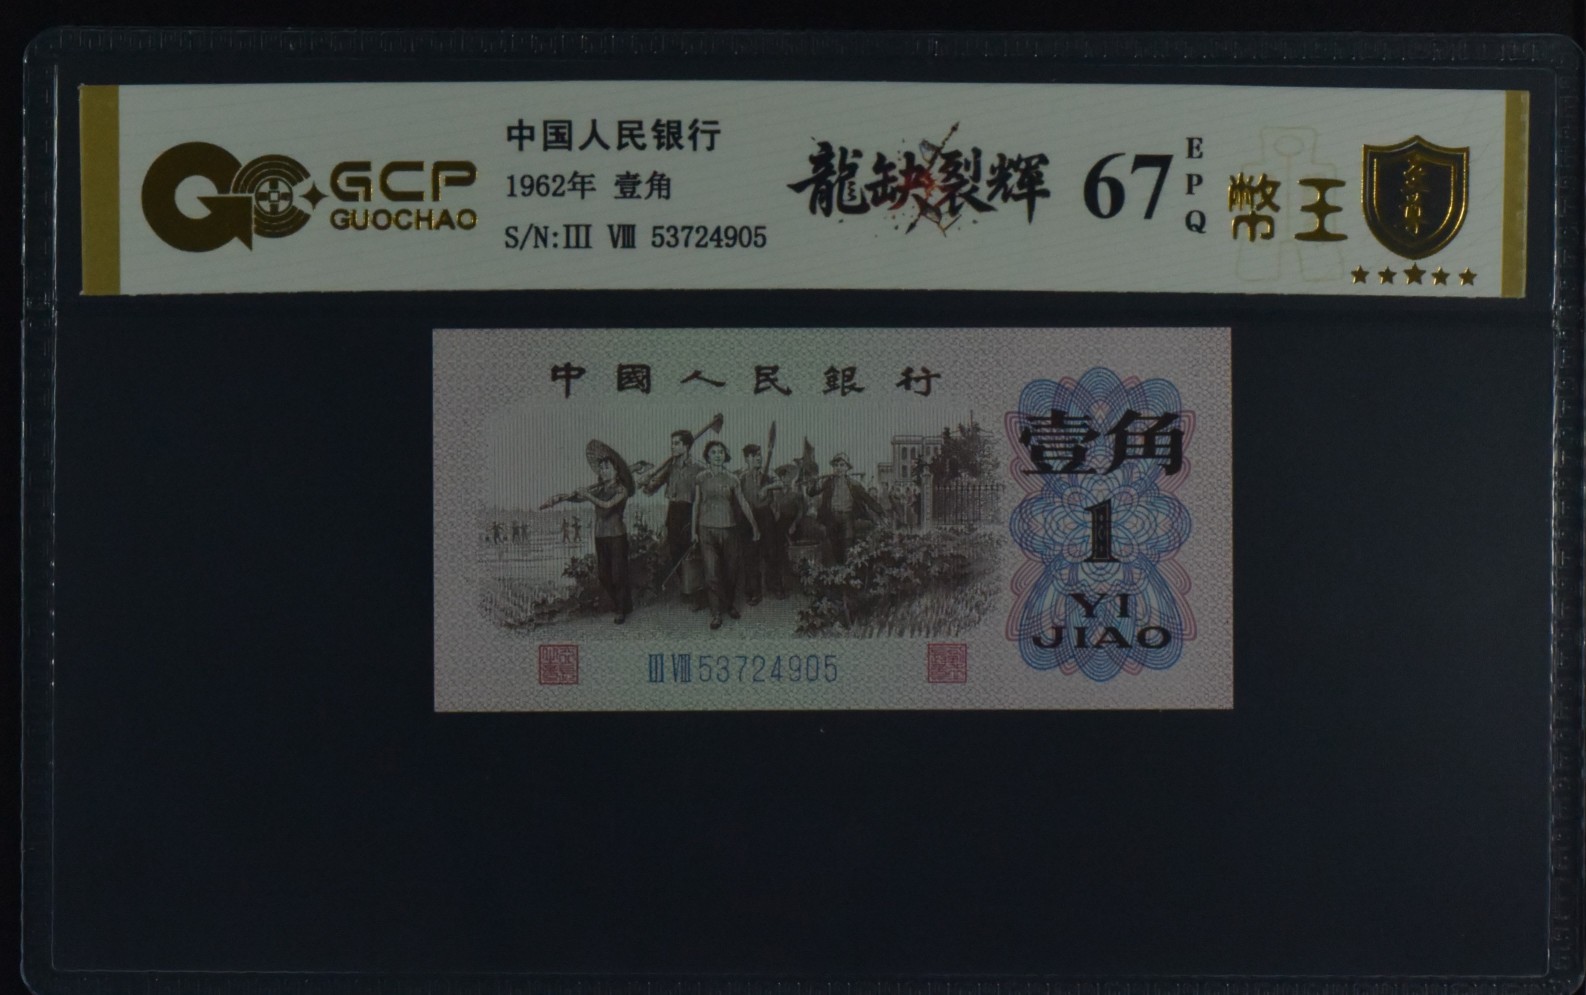 GCP
GUOCHAO
中国人民银行
1962年 壹角
S/N:III VIII 53724905
龍缺裂輝
67
EPQ
幣王
中國人民銀行
壹角
1
YI
JIAO
III VIII 53724905